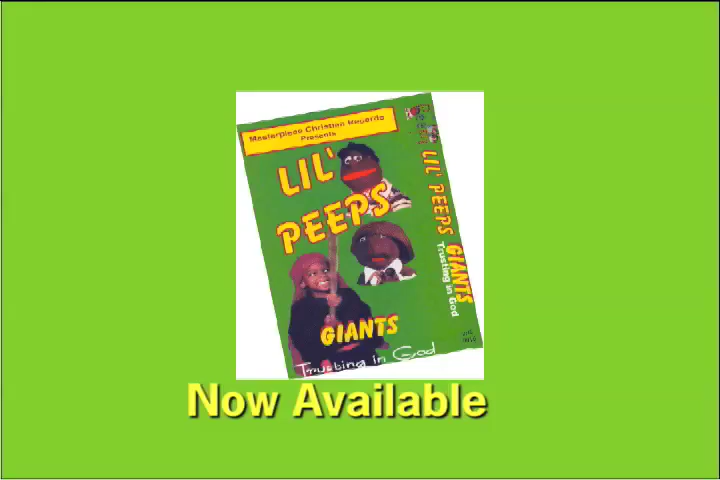 Masterpiece Christian Records
Presents
LIL'
PEEPS
GIANTS
Trusting in God
LIL' PEEPS GIANTS
Trusting in God
Now Available